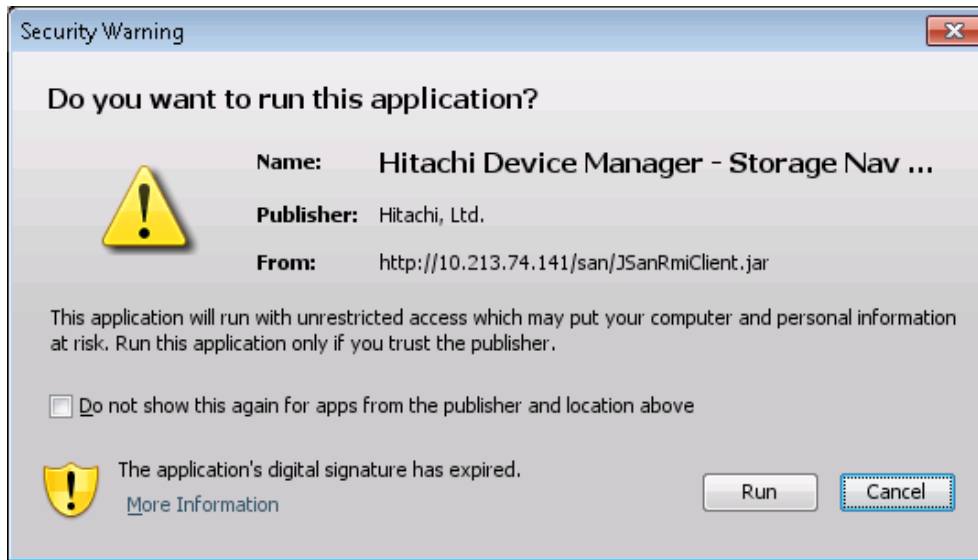 Security Warning
Do you want to run this application?
Name: Hitachi Device Manager - Storage Nav ...
Publisher: Hitachi, Ltd.
From: http://10.213.74.141/san/JSanRmiClient.jar
This application will run with unrestricted access which may put your computer and personal information
at risk. Run this application only if you trust the publisher.
Do not show this again for apps from the publisher and location above
The application's digital signature has expired.
More Information
Run Cancel